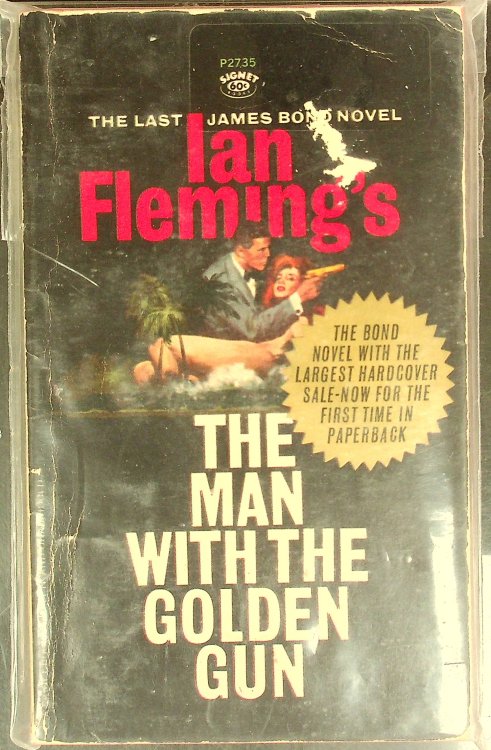 P2735
SIGNET
60¢
BOOKS
THE LAST JAMES BOND NOVEL
Ian
Fleming's
THE BOND
NOVEL WITH THE
LARGEST HARDCOVER
SALE-NOW FOR THE
FIRST TIME IN
PAPERBACK
THE
MAN
WITH THE
GOLDEN
GUN